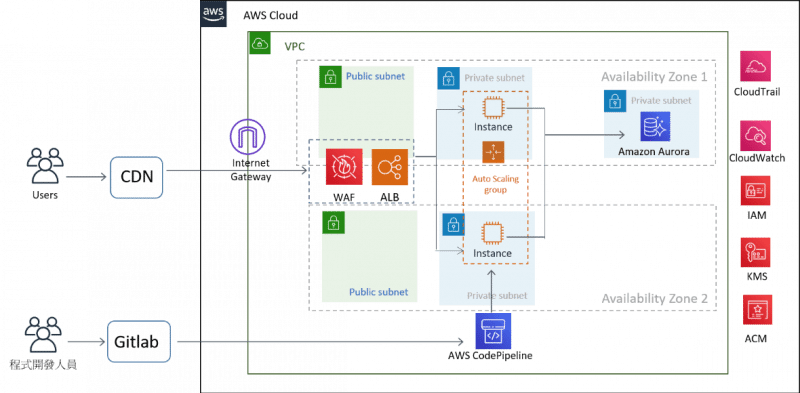 aws
AWS Cloud
VPC
Availability Zone 1
Public subnet
Private subnet
Instance
Private subnet
Amazon Aurora
Auto Scaling
group
Internet
Gateway
WAF
ALB
Users
CDN
Instance
Public subnet
Private subnet
Availability Zone 2
程式開發人員
Gitlab
AWS CodePipeline
CloudTrail
CloudWatch
IAM
KMS
ACM